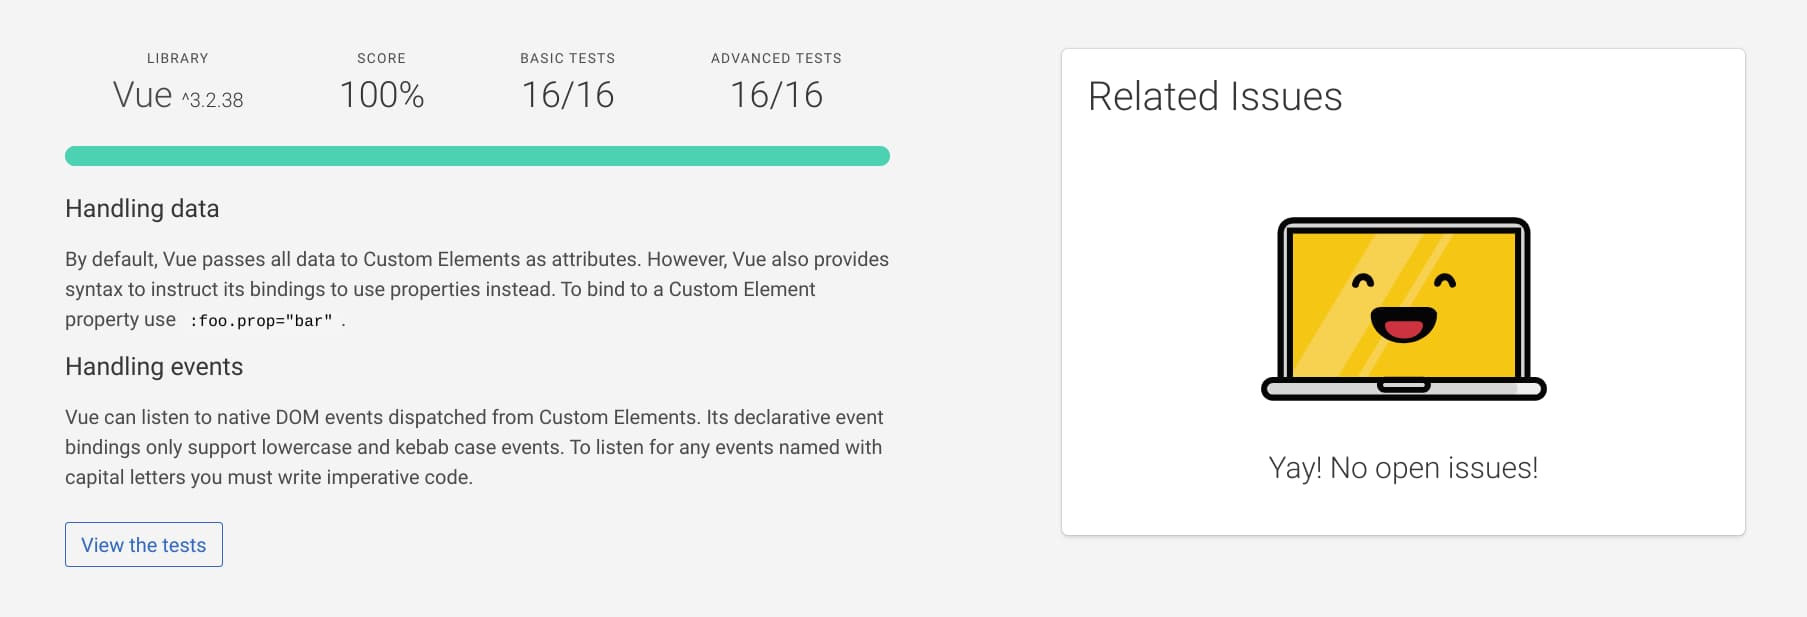 LIBRARY
Vue ^3.2.38
SCORE
100%
BASIC TESTS
16/16
ADVANCED TESTS
16/16
Handling data
By default, Vue passes all data to Custom Elements as attributes. However, Vue also provides
syntax to instruct its bindings to use properties instead. To bind to a Custom Element
property use :foo.prop="bar" .
Handling events
Vue can listen to native DOM events dispatched from Custom Elements. Its declarative event
bindings only support lowercase and kebab case events. To listen for any events named with
capital letters you must write imperative code.
View the tests
Related Issues
Yay! No open issues!